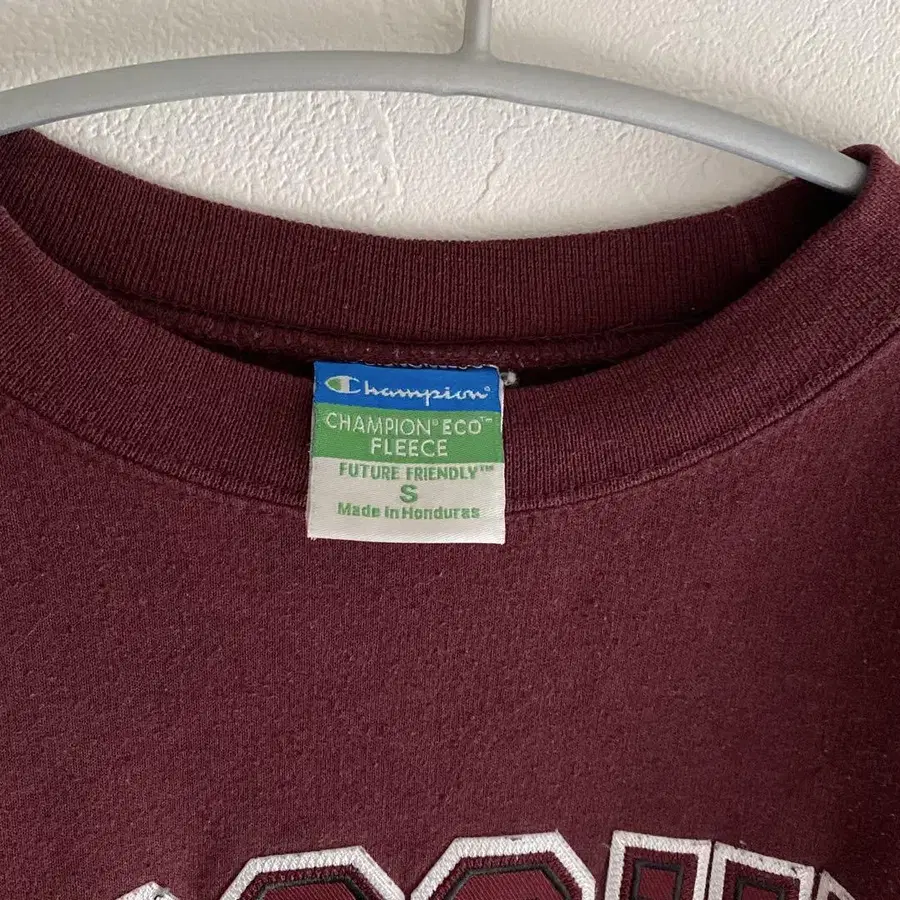 Champion®
CHAMPION® ECO™
FLEECE
FUTURE FRIENDLY™
S
Made in Honduras